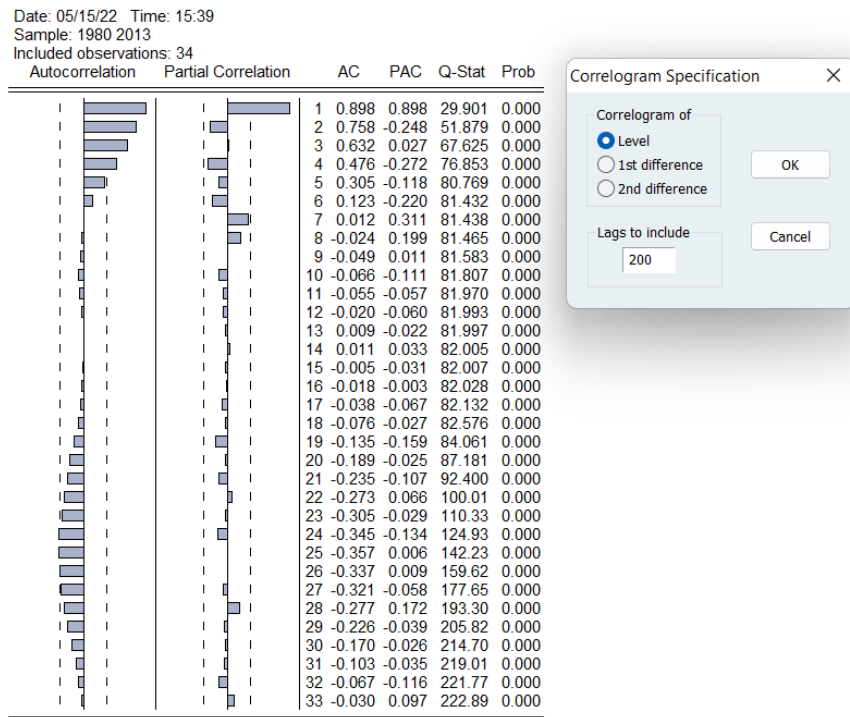 Date: 05/15/22 Time: 15:39
Sample: 1980 2013
Included observations: 34
Autocorrelation Partial Correlation AC PAC Q-Stat Prob
1 0.898 0.898 29.901 0.000
2 0.758 -0.248 51.879 0.000
3 0.632 0.027 67.625 0.000
4 0.476 -0.272 76.853 0.000
5 0.305 -0.118 80.769 0.000
6 0.123 -0.220 81.432 0.000
7 0.012 0.311 81.438 0.000
8 -0.024 0.199 81.465 0.000
9 -0.049 0.011 81.583 0.000
10 -0.066 -0.111 81.807 0.000
11 -0.055 -0.057 81.970 0.000
12 -0.020 -0.060 81.993 0.000
13 0.009 -0.022 81.997 0.000
14 0.011 0.033 82.005 0.000
15 -0.005 -0.031 82.007 0.000
16 -0.018 -0.003 82.028 0.000
17 -0.038 -0.067 82.132 0.000
18 -0.076 -0.027 82.576 0.000
19 -0.135 -0.159 84.061 0.000
20 -0.189 -0.025 87.181 0.000
21 -0.235 -0.107 92.400 0.000
22 -0.273 0.066 100.01 0.000
23 -0.305 -0.029 110.33 0.000
24 -0.345 -0.134 124.93 0.000
25 -0.357 0.006 142.23 0.000
26 -0.337 0.009 159.62 0.000
27 -0.321 -0.058 177.65 0.000
28 -0.277 0.172 193.30 0.000
29 -0.226 -0.039 205.82 0.000
30 -0.170 -0.026 214.70 0.000
31 -0.103 -0.035 219.01 0.000
32 -0.067 -0.116 221.77 0.000
33 -0.030 0.097 222.89 0.000
Correlogram Specification
Correlogram of
Level
1st difference
2nd difference
OK
Lags to include
200
Cancel